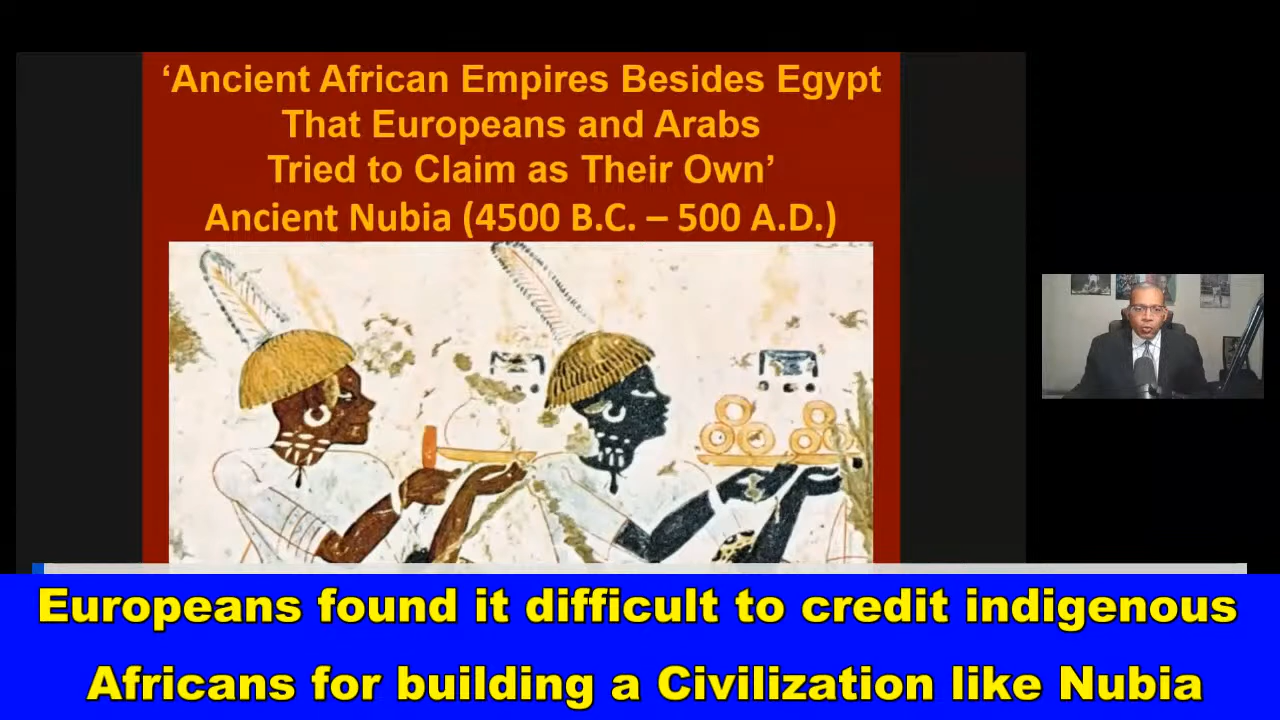 ‘Ancient African Empires Besides Egypt
That Europeans and Arabs
Tried to Claim as Their Own’
Ancient Nubia (4500 B.C. – 500 A.D.)
Europeans found it difficult to credit indigenous
Africans for building a Civilization like Nubia